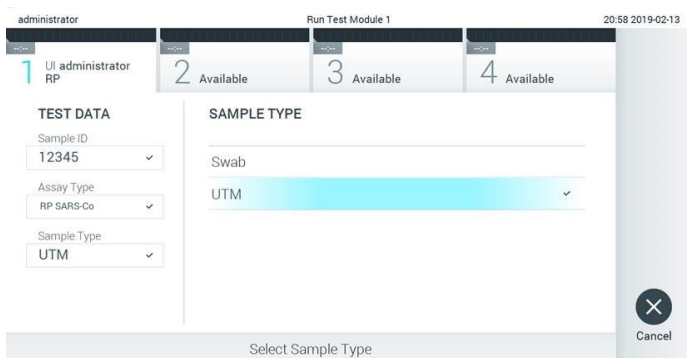 administrator
Run Test Module 1
20:58 2019-02-13
--:--
1
UI administrator
RP
--:--
2 Available
--:--
3 Available
--:--
4 Available
TEST DATA
Sample ID
12345
Assay Type
RP SARS-Co
Sample Type
UTM
SAMPLE TYPE
Swab
UTM
Cancel
Select Sample Type